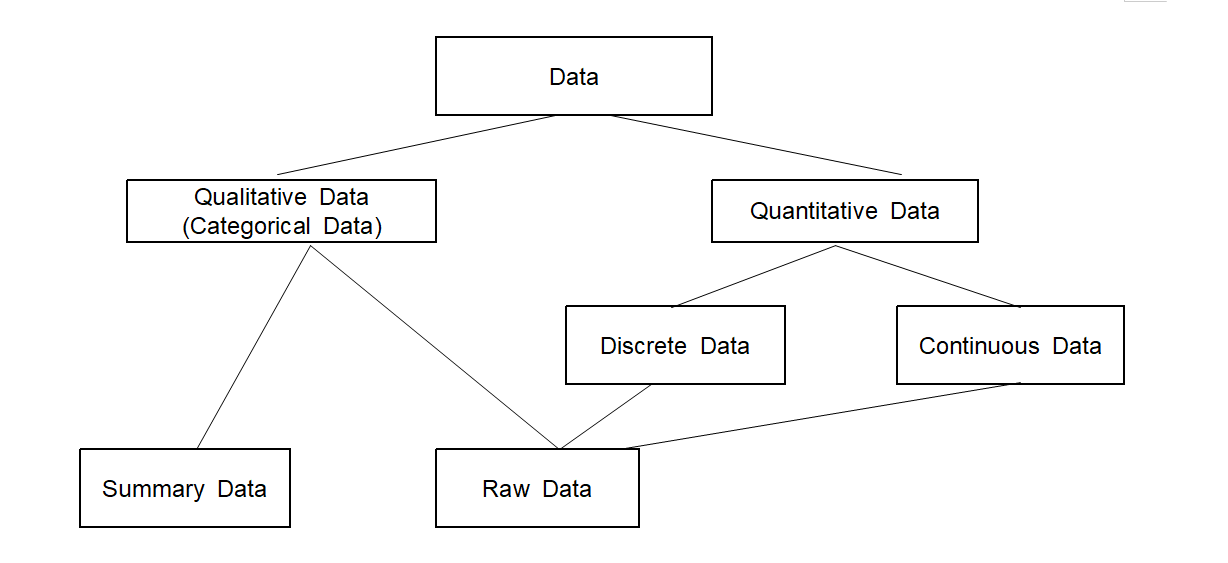 Data
Qualitative Data
(Categorical Data)
Quantitative Data
Discrete Data
Continuous Data
Summary Data
Raw Data